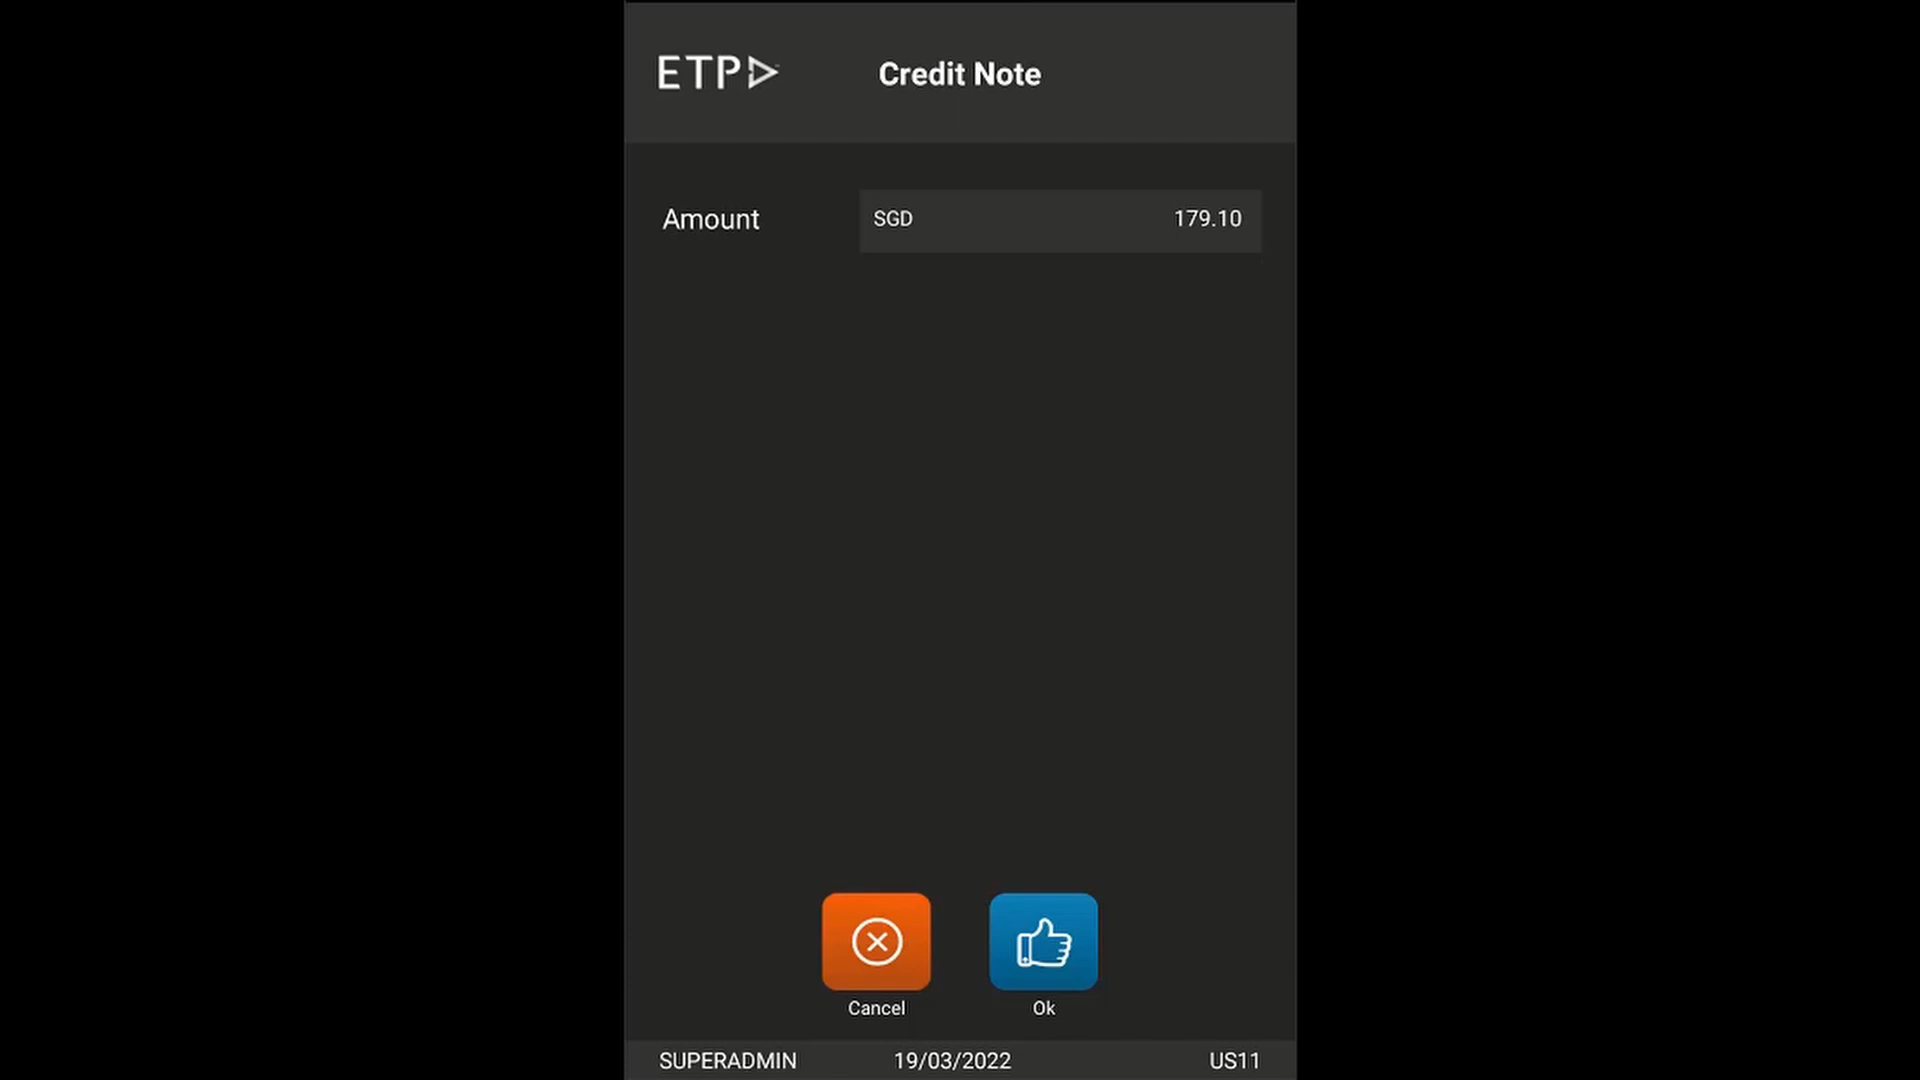 ETP
Credit Note
Amount
SGD 179.10
Cancel
Ok
SUPERADMIN 19/03/2022 US11